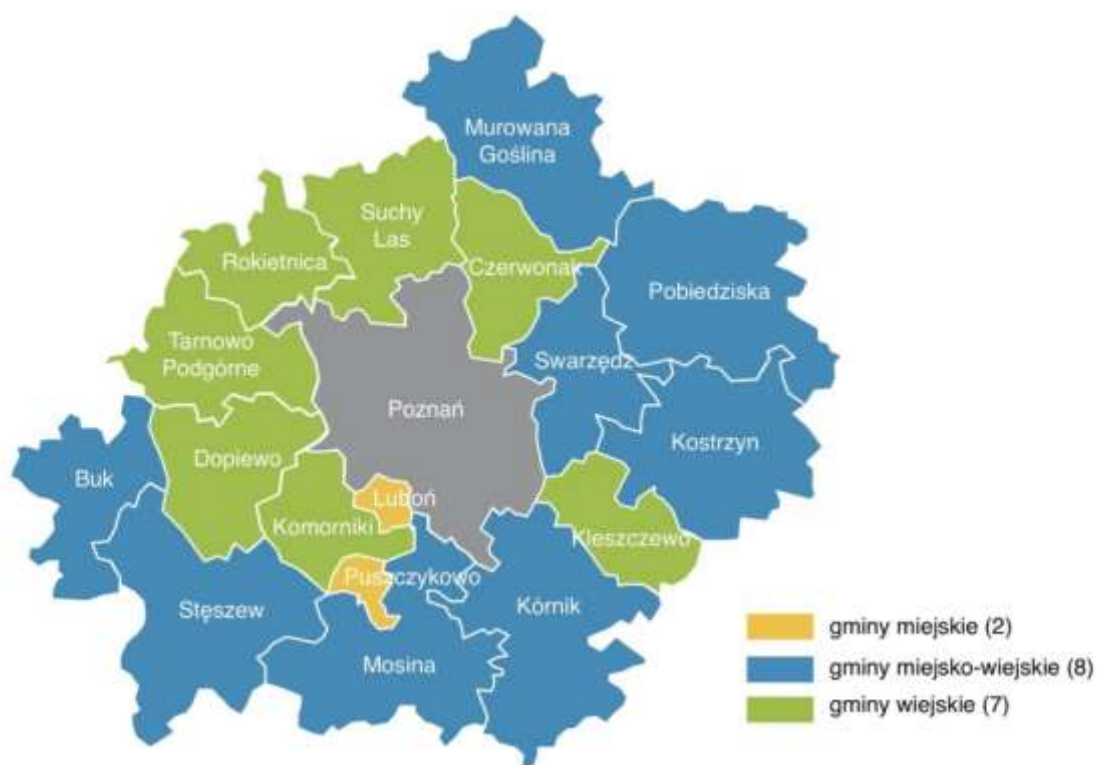 Murowana
Goślina
Suchy
Las
Rokietnica
Czerwonak
Pobiedziska
Tarnowo
Podgórne
Swarzędz
Poznań
Kostrzyn
Dopiewo
Buk
Luboń
Komorniki
Kleszczewo
Puszczykowo
Stęszew
Kórnik
Mosina
gminy miejskie (2)
gminy miejsko-wiejskie (8)
gminy wiejskie (7)